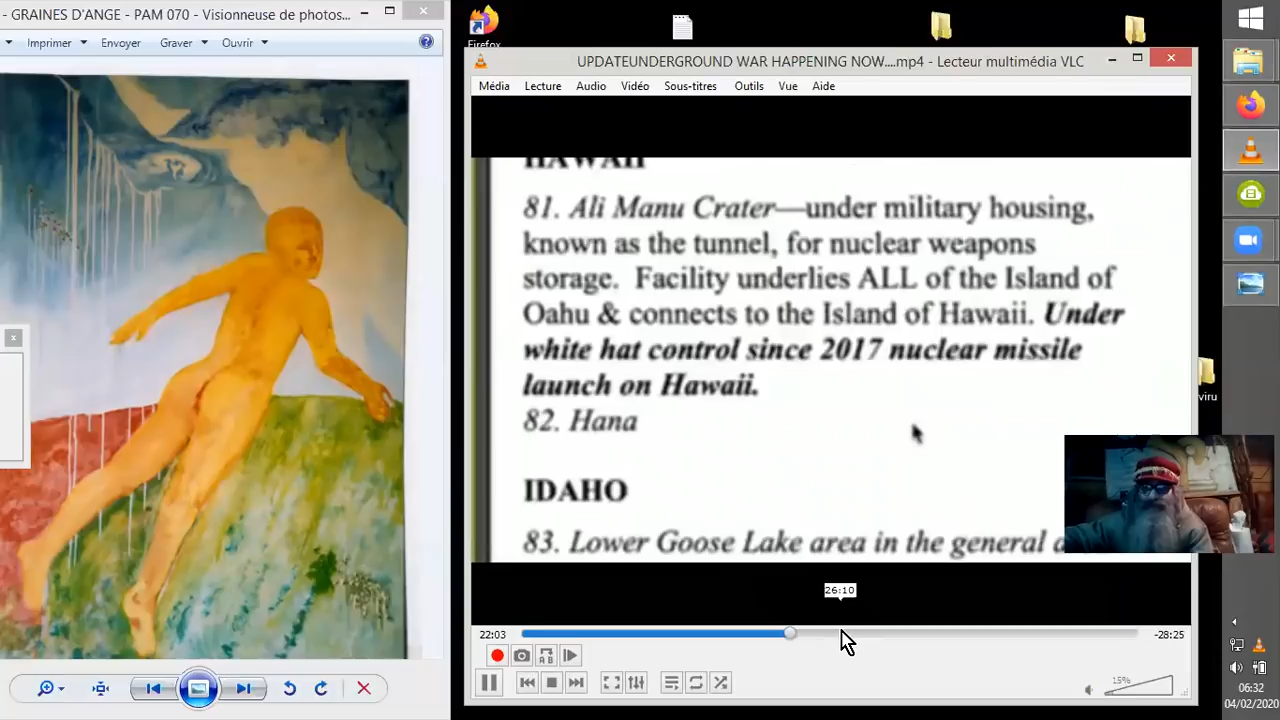 GRAINES D'ANGE - PAM 070 - Visionneuse de photos...
Imprimer Envoyer Graver Ouvrir
Firefox
UPDATEUNDERGROUND WAR HAPPENING NOW....mp4 - Lecteur multimédia VLC
Média Lecture Audio Vidéo Sous-titres Outils Vue Aide
HAWAII
81. Ali Manu Crater—under military housing,
known as the tunnel, for nuclear weapons
storage. Facility underlies ALL of the Island of
Oahu & connects to the Island of Hawaii. Under
white hat control since 2017 nuclear missile
launch on Hawaii.
82. Hana
IDAHO
83. Lower Goose Lake area in the general
26:10
22:03
-28:25
15%
viru
06:32
04/02/2020